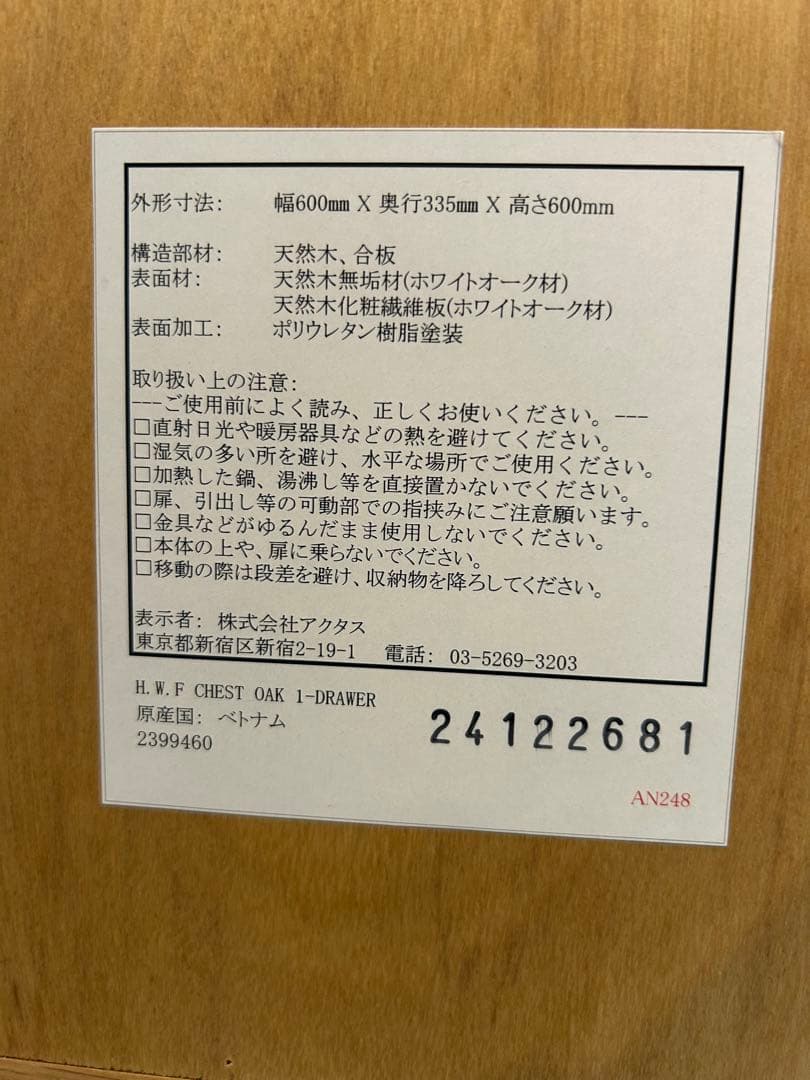 外形寸法: 幅600㎜ X 奥行335㎜ X 高さ600mm
構造部材: 天然木、合板
表面材: 天然木無垢材(ホワイトオーク材)
天然木化粧繊維板(ホワイトオーク材)
表面加工: ポリウレタン樹脂塗装
取り扱い上の注意:
---ご使用前によく読み、正しくお使いください。---
□直射日光や暖房器具などの熱を避けてください。
□湿気の多い所を避け、水平な場所でご使用ください。
□加熱した鍋、湯沸し等を直接置かないでください。
□扉、引出し等の可動部での指挟みにご注意願います。
□金具などがゆるんだまま使用しないでください。
□本体の上や、扉に乗らないでください。
□移動の際は段差を避け、収納物を降ろしてください。
表示者: 株式会社アクタス
東京都新宿区新宿2-19-1 電話: 03-5269-3203
H.W.F CHEST OAK 1-DRAWER
原産国: ベトナム
2399460
24122681
AN248